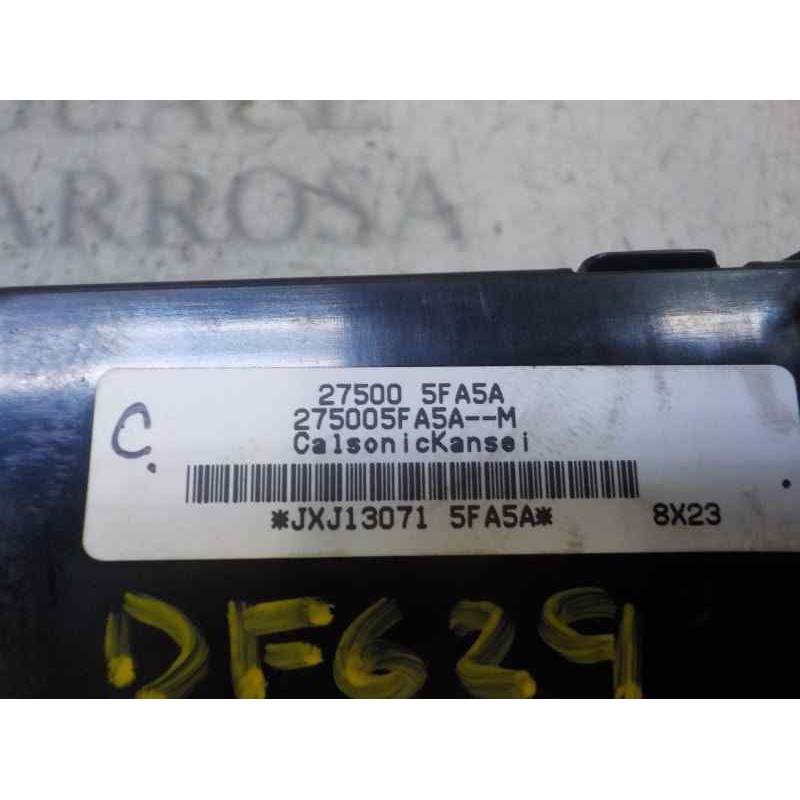 ARROSA
27500 5FA5A
275005FA5A--M
C.
CalsonicKansei
*JXJ13071 5FA5A*
8X23
DF629